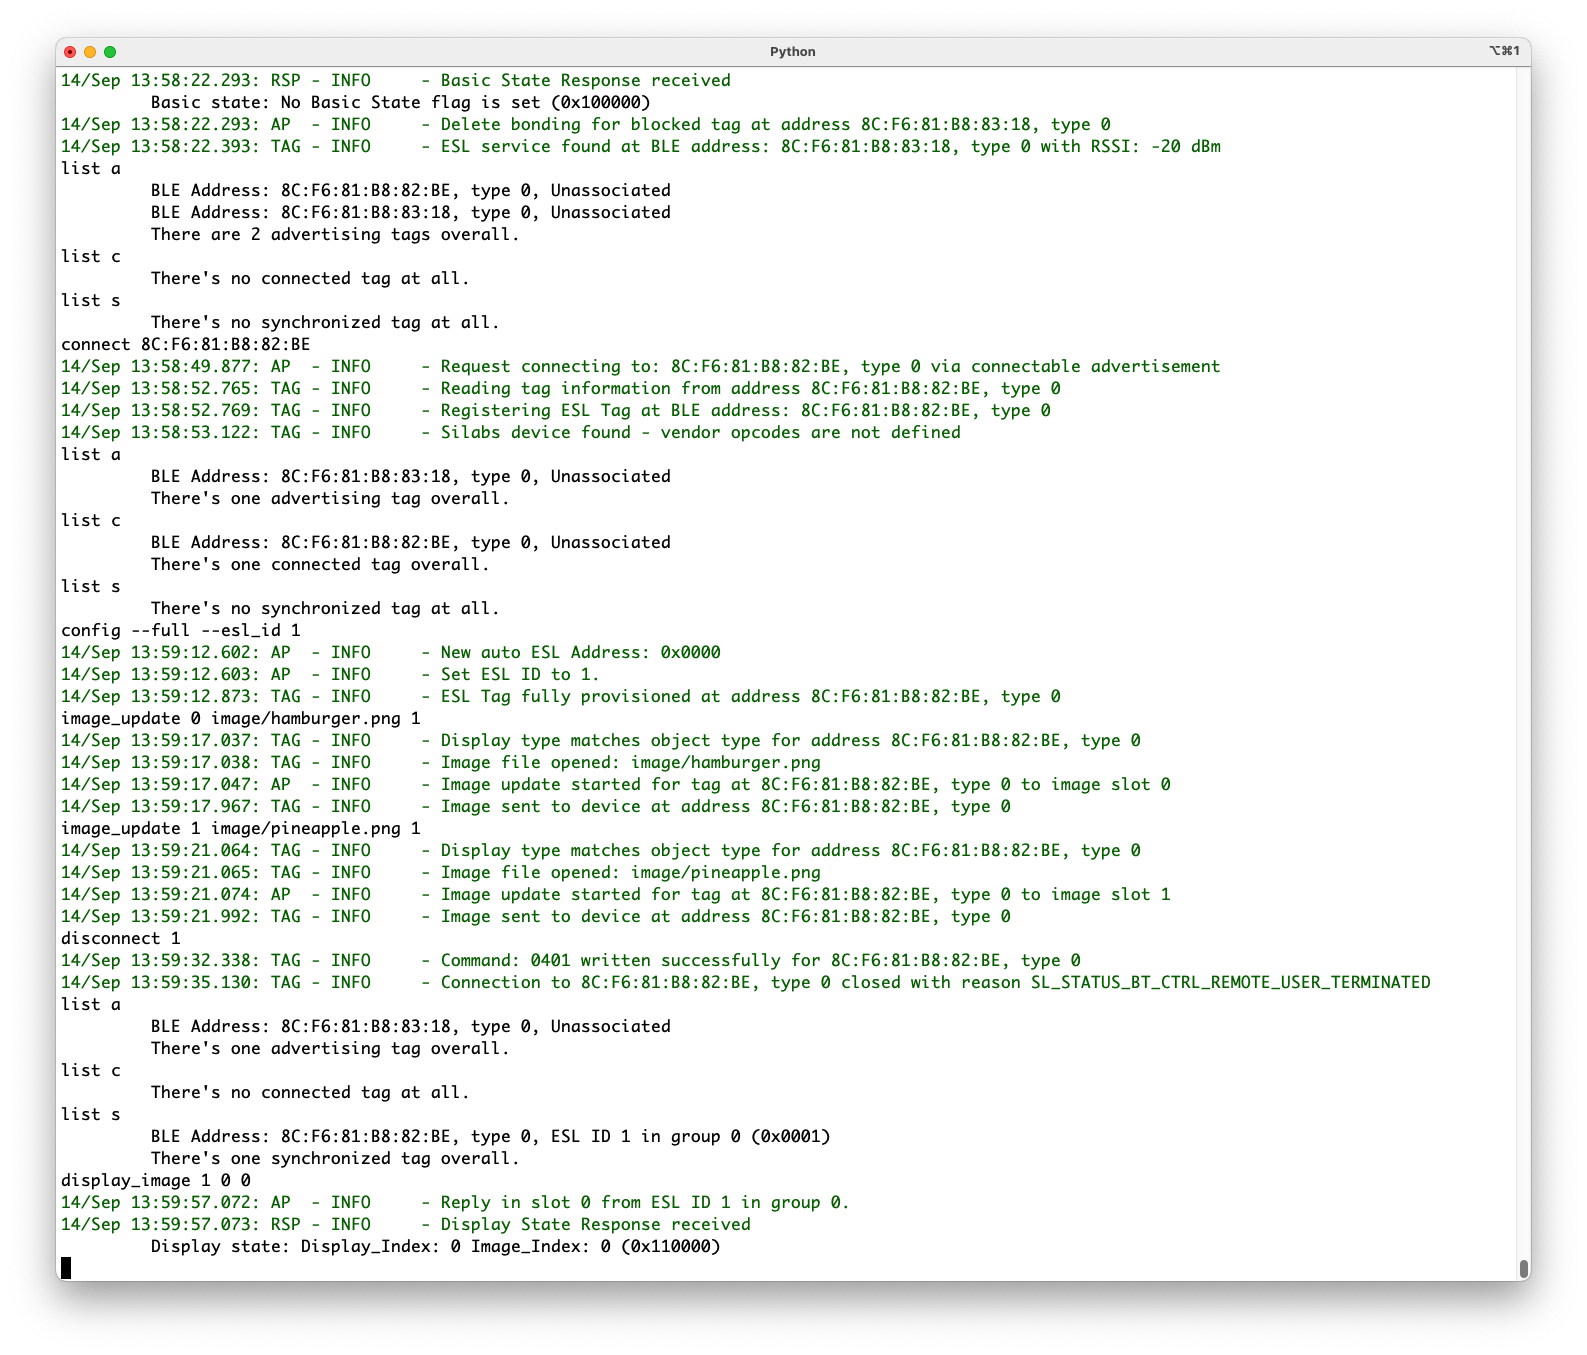 Python
⌥⌘1
14/Sep 13:58:22.293: RSP - INFO     - Basic State Response received
         Basic state: No Basic State flag is set (0x100000)
14/Sep 13:58:22.293: AP  - INFO     - Delete bonding for blocked tag at address 8C:F6:81:B8:83:18, type 0
14/Sep 13:58:22.393: TAG - INFO     - ESL service found at BLE address: 8C:F6:81:B8:83:18, type 0 with RSSI: -20 dBm
list a
         BLE Address: 8C:F6:81:B8:82:BE, type 0, Unassociated
         BLE Address: 8C:F6:81:B8:83:18, type 0, Unassociated
         There are 2 advertising tags overall.
list c
         There's no connected tag at all.
list s
         There's no synchronized tag at all.
connect 8C:F6:81:B8:82:BE
14/Sep 13:58:49.877: AP  - INFO     - Request connecting to: 8C:F6:81:B8:82:BE, type 0 via connectable advertisement
14/Sep 13:58:52.765: TAG - INFO     - Reading tag information from address 8C:F6:81:B8:82:BE, type 0
14/Sep 13:58:52.769: TAG - INFO     - Registering ESL Tag at BLE address: 8C:F6:81:B8:82:BE, type 0
14/Sep 13:58:53.122: TAG - INFO     - Silabs device found - vendor opcodes are not defined
list a
         BLE Address: 8C:F6:81:B8:83:18, type 0, Unassociated
         There's one advertising tag overall.
list c
         BLE Address: 8C:F6:81:B8:82:BE, type 0, Unassociated
         There's one connected tag overall.
list s
         There's no synchronized tag at all.
config --full --esl_id 1
14/Sep 13:59:12.602: AP  - INFO     - New auto ESL Address: 0x0000
14/Sep 13:59:12.603: AP  - INFO     - Set ESL ID to 1.
14/Sep 13:59:12.873: TAG - INFO     - ESL Tag fully provisioned at address 8C:F6:81:B8:82:BE, type 0
image_update 0 image/hamburger.png 1
14/Sep 13:59:17.037: TAG - INFO     - Display type matches object type for address 8C:F6:81:B8:82:BE, type 0
14/Sep 13:59:17.038: TAG - INFO     - Image file opened: image/hamburger.png
14/Sep 13:59:17.047: AP  - INFO     - Image update started for tag at 8C:F6:81:B8:82:BE, type 0 to image slot 0
14/Sep 13:59:17.967: TAG - INFO     - Image sent to device at address 8C:F6:81:B8:82:BE, type 0
image_update 1 image/pineapple.png 1
14/Sep 13:59:21.064: TAG - INFO     - Display type matches object type for address 8C:F6:81:B8:82:BE, type 0
14/Sep 13:59:21.065: TAG - INFO     - Image file opened: image/pineapple.png
14/Sep 13:59:21.074: AP  - INFO     - Image update started for tag at 8C:F6:81:B8:82:BE, type 0 to image slot 1
14/Sep 13:59:21.992: TAG - INFO     - Image sent to device at address 8C:F6:81:B8:82:BE, type 0
disconnect 1
14/Sep 13:59:32.338: TAG - INFO     - Command: 0401 written successfully for 8C:F6:81:B8:82:BE, type 0
14/Sep 13:59:35.130: TAG - INFO     - Connection to 8C:F6:81:B8:82:BE, type 0 closed with reason SL_STATUS_BT_CTRL_REMOTE_USER_TERMINATED
list a
         BLE Address: 8C:F6:81:B8:83:18, type 0, Unassociated
         There's one advertising tag overall.
list c
         There's no connected tag at all.
list s
         BLE Address: 8C:F6:81:B8:82:BE, type 0, ESL ID 1 in group 0 (0x0001)
         There's one synchronized tag overall.
display_image 1 0 0
14/Sep 13:59:57.072: AP  - INFO     - Reply in slot 0 from ESL ID 1 in group 0.
14/Sep 13:59:57.073: RSP - INFO     - Display State Response received
         Display state: Display_Index: 0 Image_Index: 0 (0x110000)